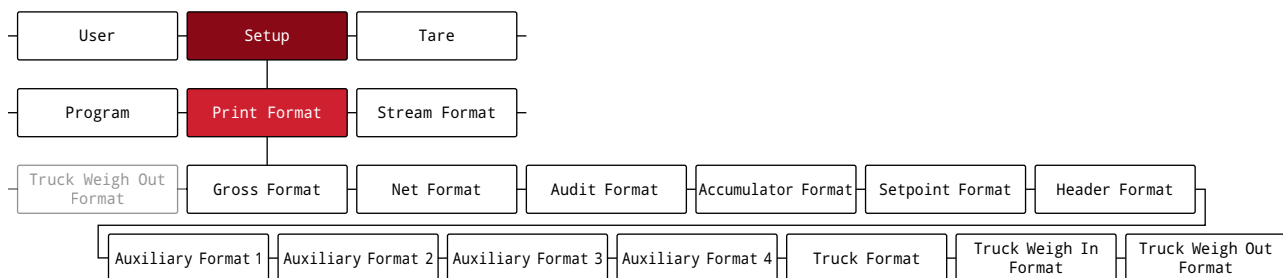 User
Setup
Tare
Program
Print Format
Stream Format
Truck Weigh Out
Format
Gross Format
Net Format
Audit Format
Accumulator Format
Setpoint Format
Header Format
Auxiliary Format 1
Auxiliary Format 2
Auxiliary Format 3
Auxiliary Format 4
Truck Format
Truck Weigh In
Format
Truck Weigh Out
Format